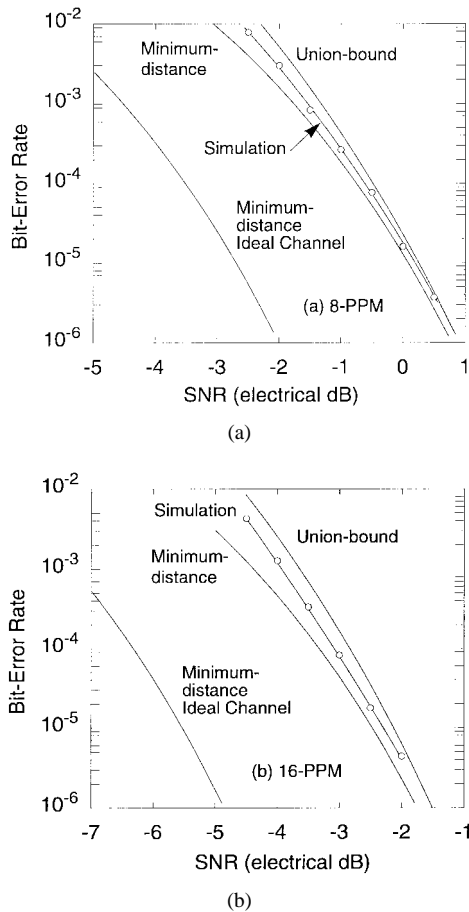 10-2
Minimum-
distance
Union-bound
10-3
Simulation
10-4
Minimum-
distance
Ideal Channel
10-5
(a) 8-PPM
10-6
-5 -4 -3 -2 -1 0 1
Bit-Error Rate
SNR (electrical dB)
(a)
10-2
Simulation
Union-bound
Minimum-
distance
10-3
10-4
Minimum-
distance
Ideal Channel
10-5
(b) 16-PPM
10-6
-7 -6 -5 -4 -3 -2 -1
Bit-Error Rate
SNR (electrical dB)
(b)